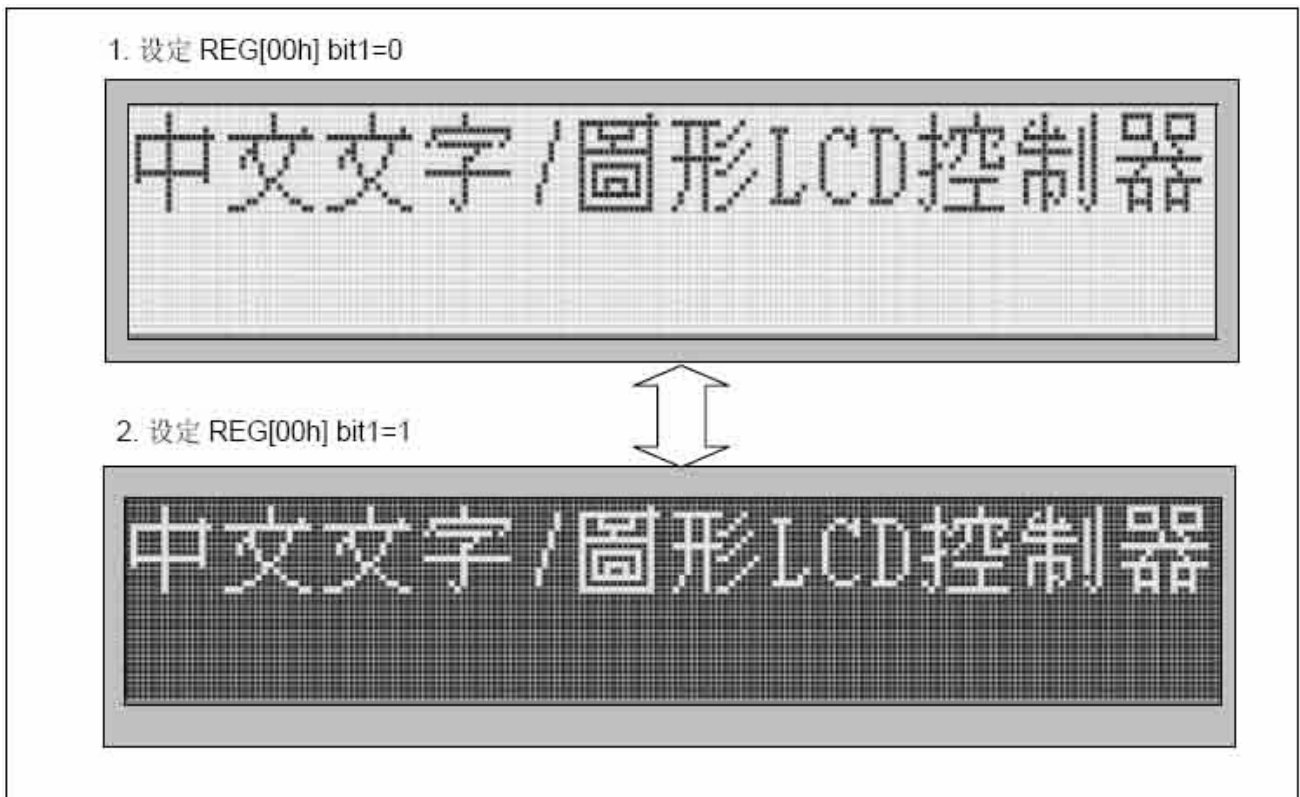 1. 设定 REG[00h] bit1=0
中文文字/圖形LCD控制器
2. 设定 REG[00h] bit1=1
中文文字/圖形LCD控制器